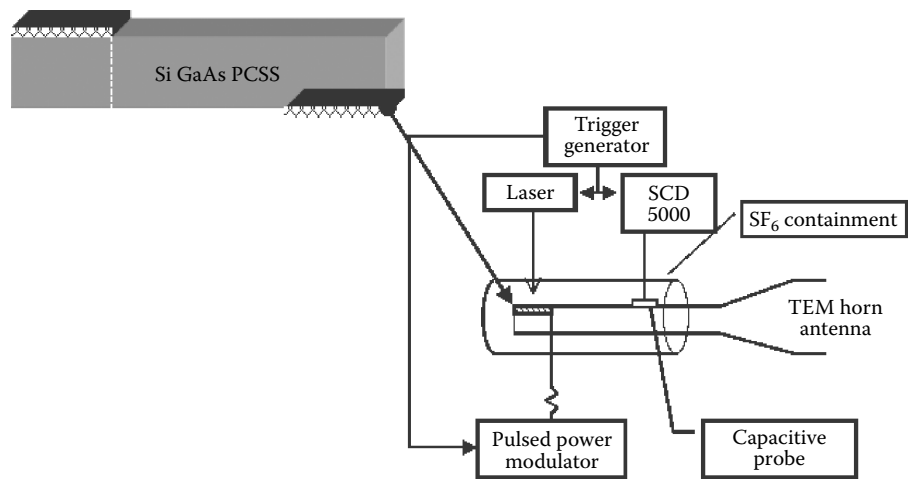 Si GaAs PCSS
Trigger
generator
Laser
SCD
5000
SF₆ containment
TEM horn
antenna
Pulsed power
modulator
Capacitive
probe